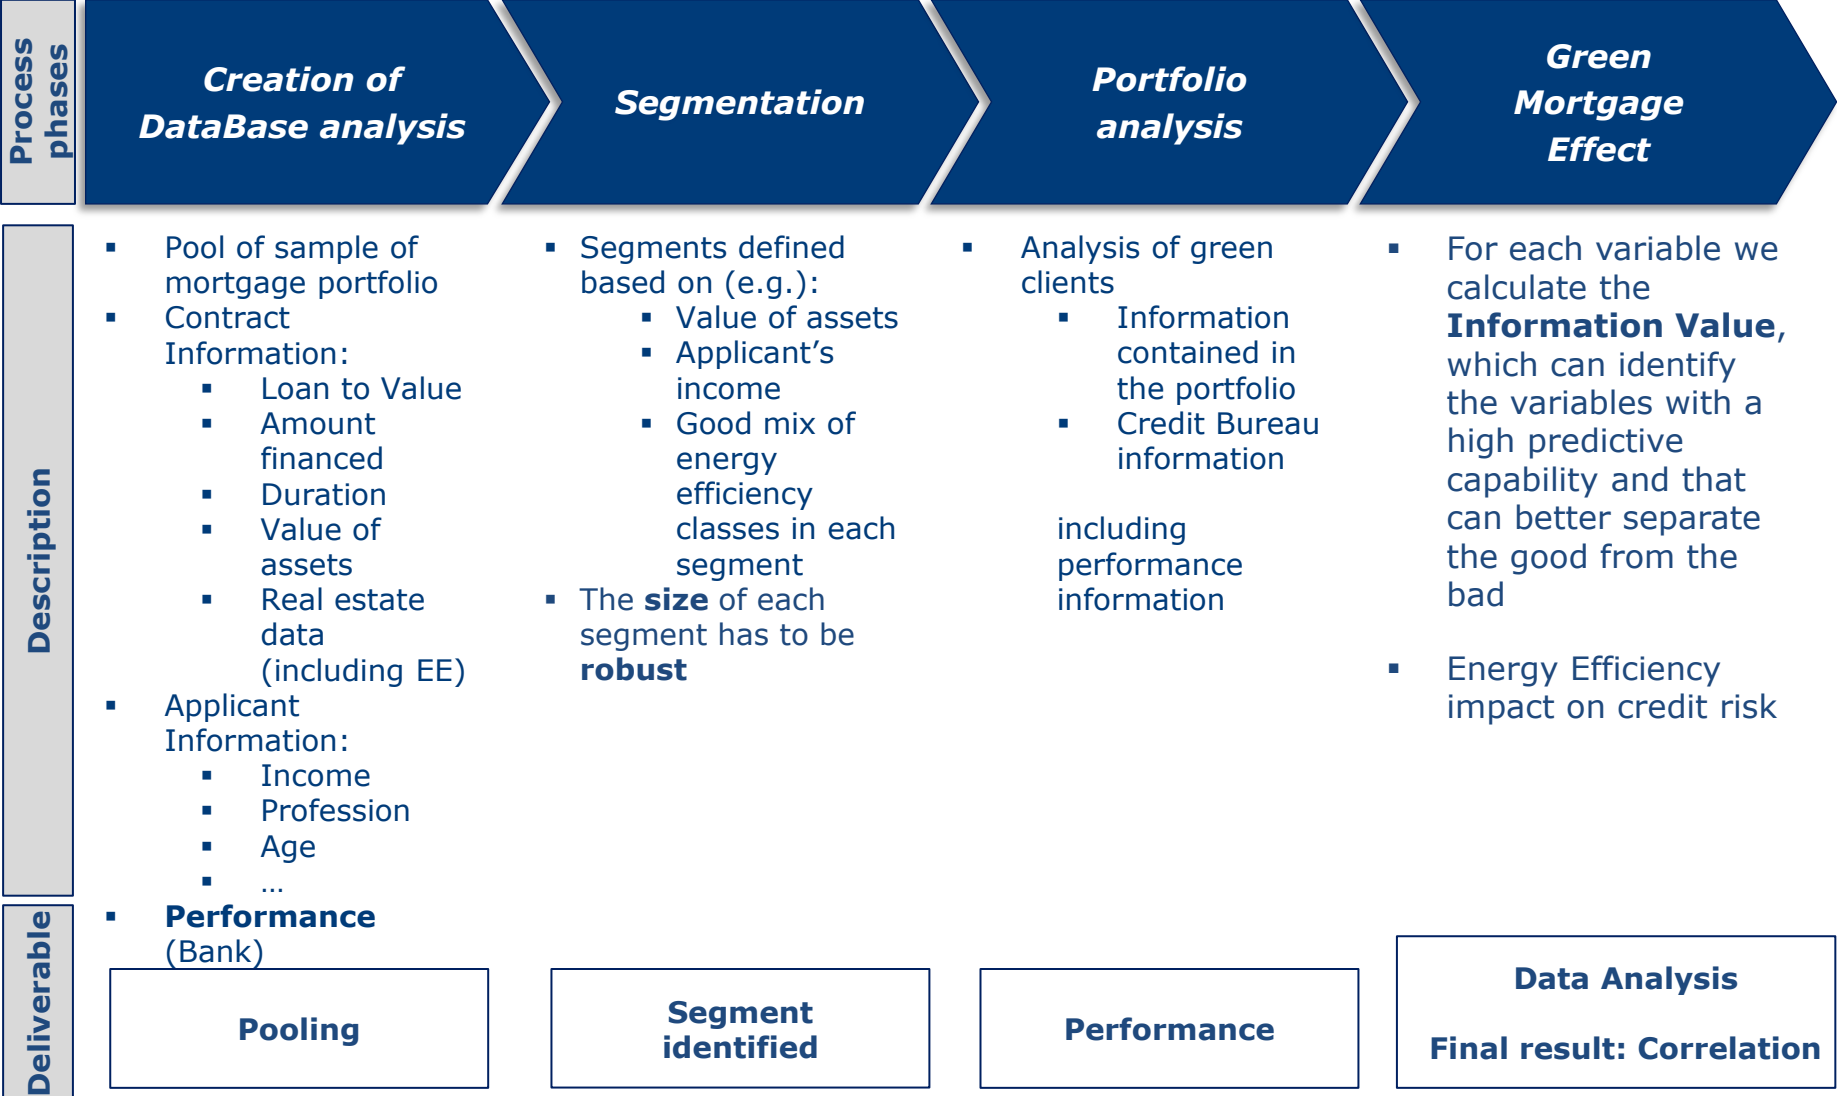 Process
phases
Creation of
DataBase analysis
Segmentation
Portfolio
analysis
Green
Mortgage
Effect
Description
▪ Pool of sample of
mortgage portfolio
▪ Contract
Information:
▪ Loan to Value
▪ Amount
financed
▪ Duration
▪ Value of
assets
▪ Real estate
data
(including EE)
▪ Applicant
Information:
▪ Income
▪ Profession
▪ Age
▪ …
▪ Performance
(Bank)
▪ Segments defined
based on (e.g.):
▪ Value of assets
▪ Applicant’s
income
▪ Good mix of
energy
efficiency
classes in each
segment
▪ The size of each
segment has to be
robust
▪ Analysis of green
clients
▪ Information
contained in
the portfolio
▪ Credit Bureau
information
including
performance
information
▪ For each variable we
calculate the
Information Value,
which can identify
the variables with a
high predictive
capability and that
can better separate
the good from the
bad
▪ Energy Efficiency
impact on credit risk
Deliverable
Pooling
Segment
identified
Performance
Data Analysis
Final result: Correlation